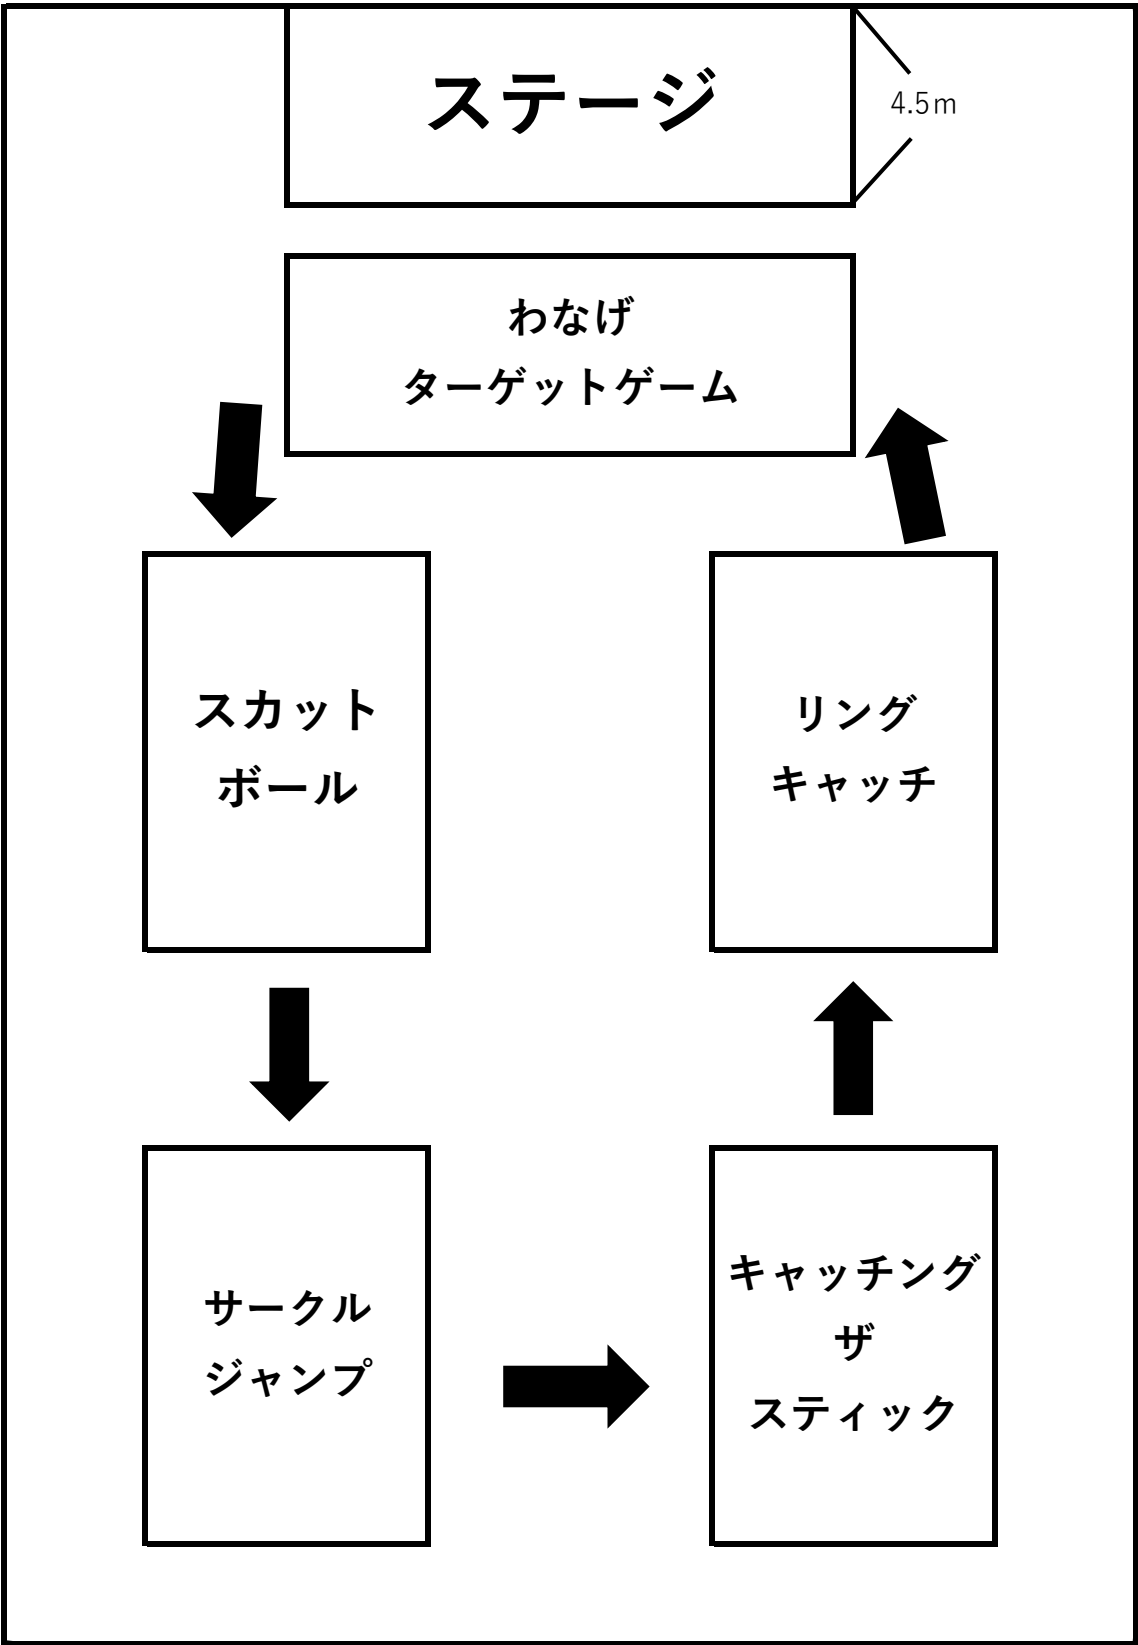 ステージ
4.5m
わなげ
ターゲットゲーム
スカット
ボール
リング
キャッチ
サークル
ジャンプ
キャッチング
ザ
スティック